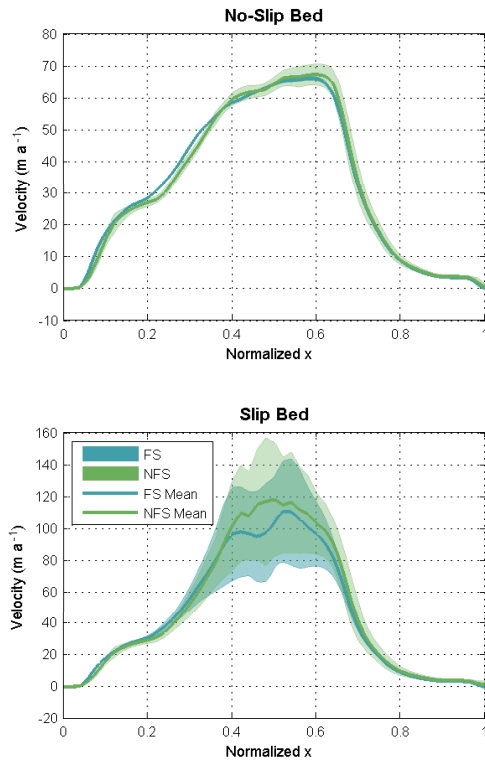 No-Slip Bed
80
70
60
50
40
30
20
10
0
-10
Velocity (m a⁻¹)
0 0.2 0.4 0.6 0.8 1
Normalized x
Slip Bed
160
140
120
100
80
60
40
20
0
-20
Velocity (m a⁻¹)
FS
NFS
FS Mean
NFS Mean
0 0.2 0.4 0.6 0.8 1
Normalized x